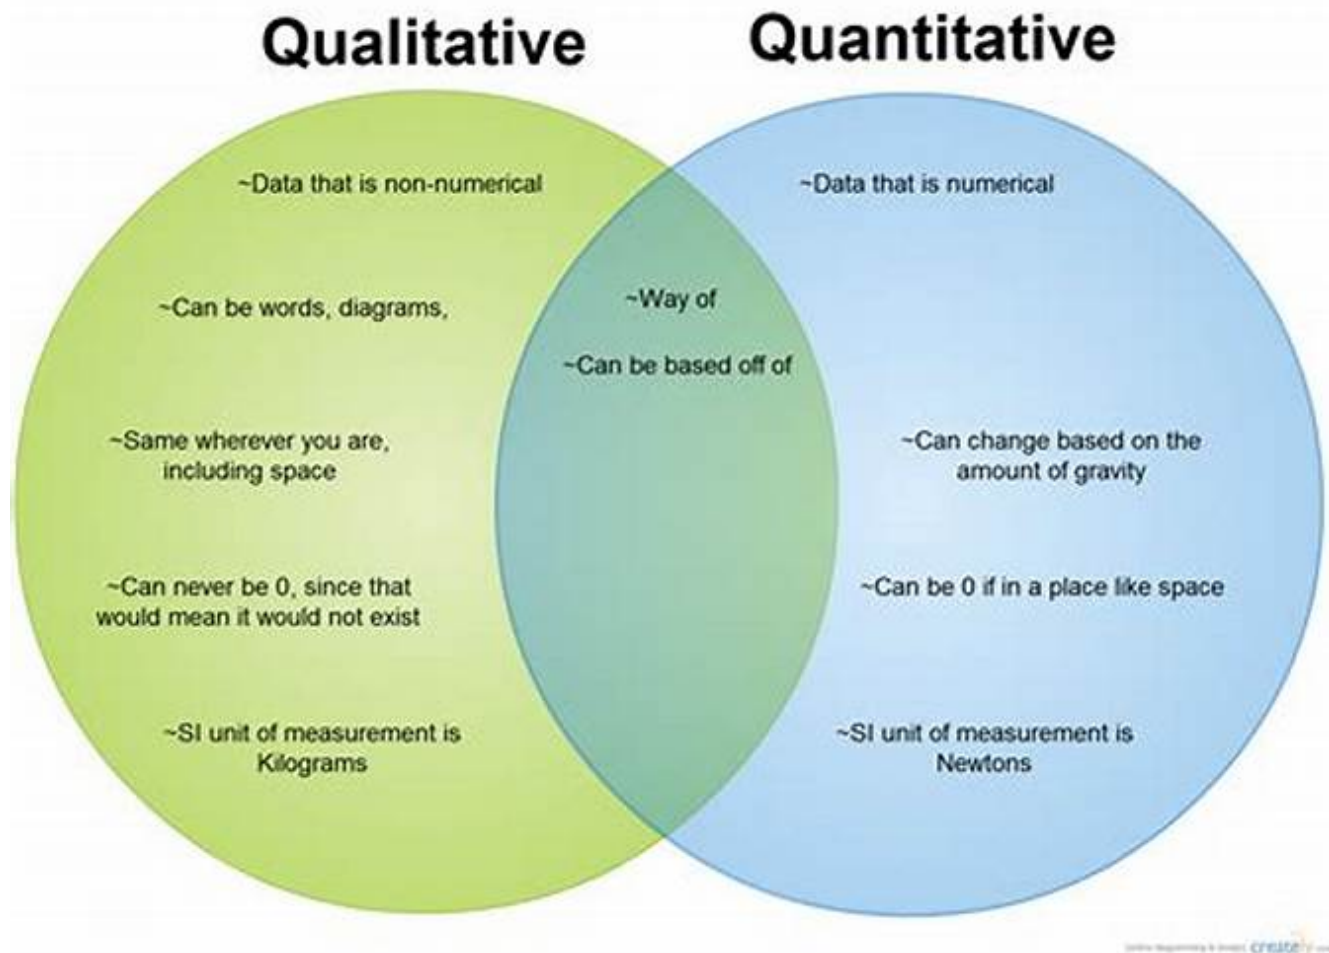 Qualitative
Quantitative
~Data that is non-numerical
~Can be words, diagrams,
~Same wherever you are,
including space
~Can never be 0, since that
would mean it would not exist
~SI unit of measurement is
Kilograms
~Way of
~Can be based off of
~Data that is numerical
~Can change based on the
amount of gravity
~Can be 0 if in a place like space
~SI unit of measurement is
Newtons
creately